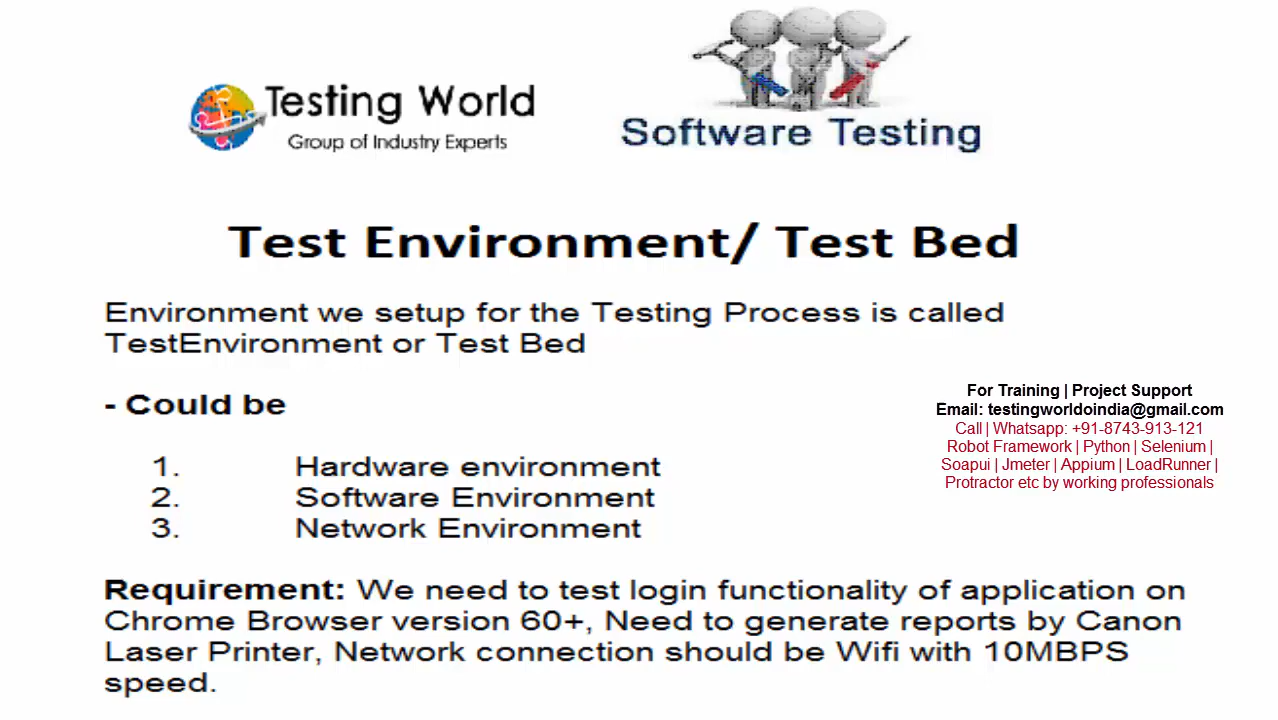 Testing World
Group of Industry Experts
Software Testing
Test Environment/ Test Bed
Environment we setup for the Testing Process is called
TestEnvironment or Test Bed
- Could be
1. Hardware environment
2. Software Environment
3. Network Environment
For Training | Project Support
Email: testingworldoindia@gmail.com
Call | Whatsapp: +91-8743-913-121
Robot Framework | Python | Selenium |
Soapui | Jmeter | Appium | LoadRunner |
Protractor etc by working professionals
Requirement: We need to test login functionality of application on
Chrome Browser version 60+, Need to generate reports by Canon
Laser Printer, Network connection should be Wifi with 10MBPS
speed.